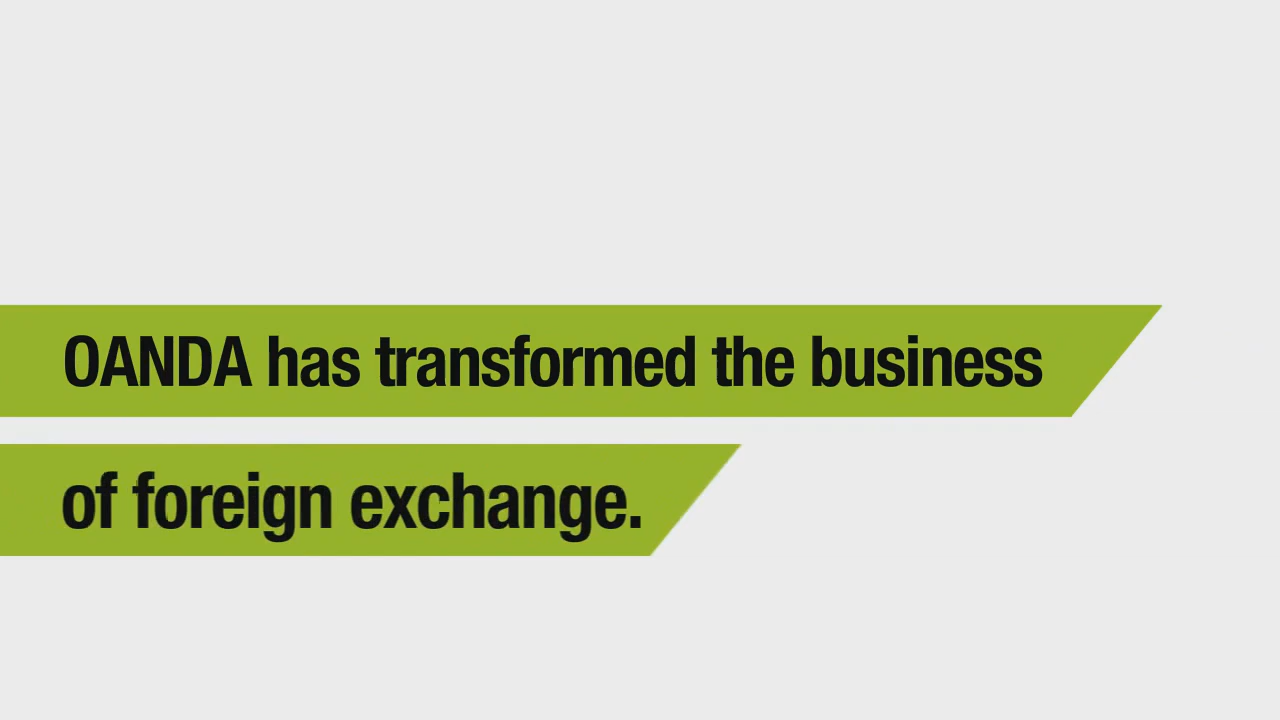 OANDA has transformed the business
of foreign exchange.